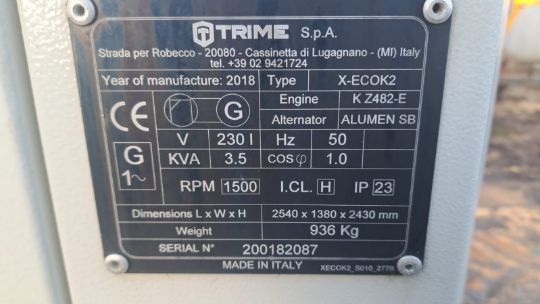 TRIME S.p.A.
Strada per Robecco - 20080 - Cassinetta di Lugagnano - (MI) Italy
tel. +39 02 9421724
Year of manufacture: 2018 Type X-ECOK2
CE G Engine K Z482-E
Alternator ALUMEN SB
V 230 I Hz 50
G 1~ KVA 3.5 cos φ 1.0
RPM 1500 I.CL. H IP 23
Dimensions L x W x H 2540 x 1380 x 2430 mm
Weight 936 Kg
SERIAL N° 200182087
MADE IN ITALY XECOK2_S010_277B